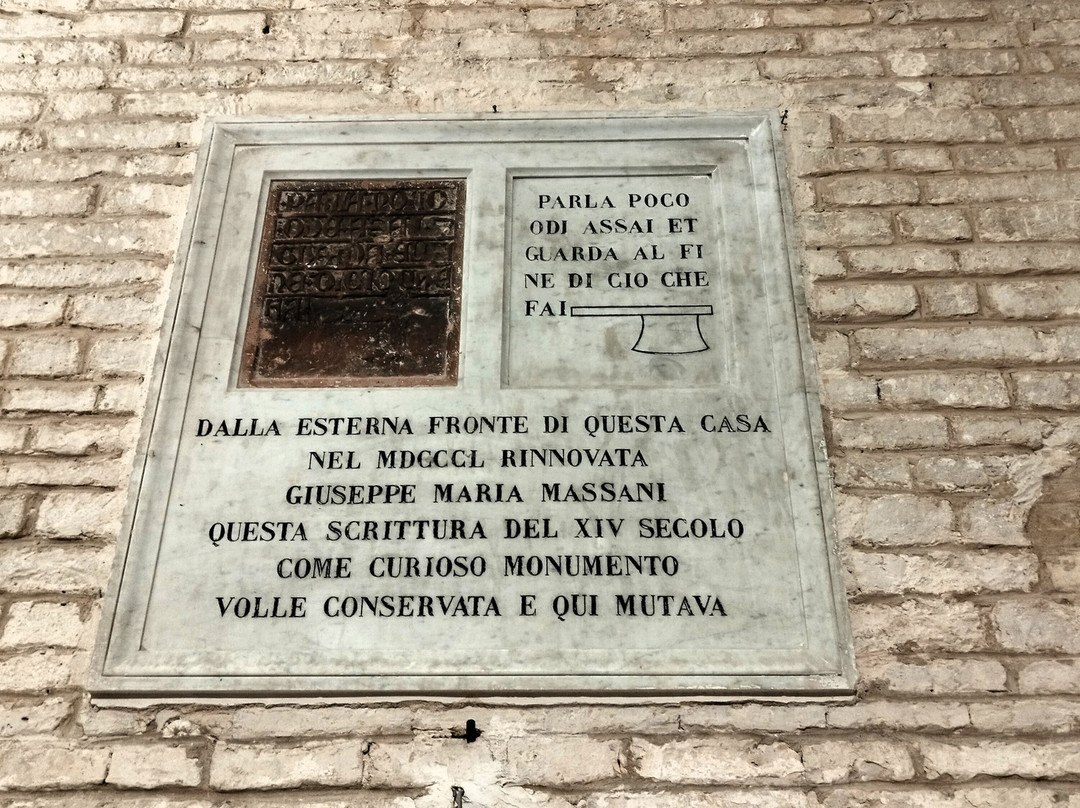 PARLA POCO
ODJ ASSAI ET
GUARDA AL FI
NE DI CIO CHE
FAI
DALLA ESTERNA FRONTE DI QUESTA CASA
NEL MDCCCL RINNOVATA
GIUSEPPE MARIA MASSANI
QUESTA SCRITTURA DEL XIV SECOLO
COME CURIOSO MONUMENTO
VOLLE CONSERVATA E QUI MUTAVA